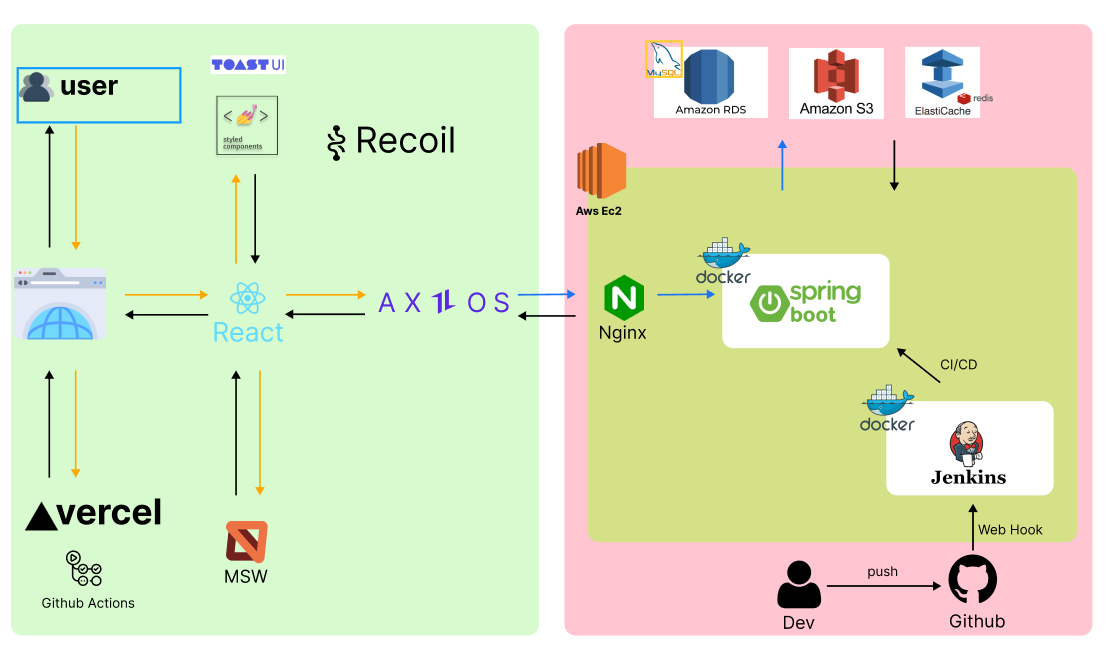 user
TOAST UI
< >
styled
components
Recoil
React
AXIOS
vercel
Github Actions
MSW
MySQL
Amazon RDS
Amazon S3
ElastiCache
redis
Aws Ec2
Nginx
docker
spring
boot
CI/CD
docker
Jenkins
Web Hook
push
Dev
Github